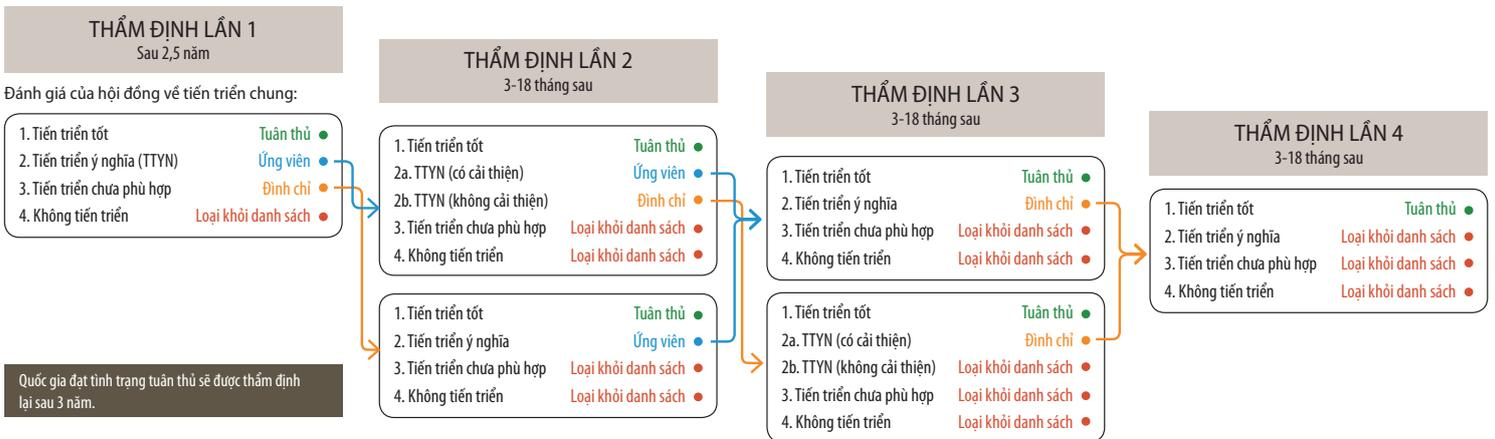 THẨM ĐỊNH LẦN 1
Sau 2,5 năm
Đánh giá của hội đồng về tiến triển chung:
1. Tiến triển tốt Tuân thủ
2. Tiến triển ý nghĩa (TTYN) Ứng viên
3. Tiến triển chưa phù hợp Đình chỉ
4. Không tiến triển Loại khỏi danh sách
Quốc gia đạt tình trạng tuân thủ sẽ được thẩm định
lại sau 3 năm.
THẨM ĐỊNH LẦN 2
3-18 tháng sau
1. Tiến triển tốt Tuân thủ
2a. TTYN (có cải thiện) Ứng viên
2b. TTYN (không cải thiện) Đình chỉ
3. Tiến triển chưa phù hợp Loại khỏi danh sách
4. Không tiến triển Loại khỏi danh sách
1. Tiến triển tốt Tuân thủ
2. Tiến triển ý nghĩa Ứng viên
3. Tiến triển chưa phù hợp Loại khỏi danh sách
4. Không tiến triển Loại khỏi danh sách
THẨM ĐỊNH LẦN 3
3-18 tháng sau
1. Tiến triển tốt Tuân thủ
2. Tiến triển ý nghĩa Đình chỉ
3. Tiến triển chưa phù hợp Loại khỏi danh sách
4. Không tiến triển Loại khỏi danh sách
1. Tiến triển tốt Tuân thủ
2a. TTYN (có cải thiện) Đình chỉ
2b. TTYN (không cải thiện) Loại khỏi danh sách
3. Tiến triển chưa phù hợp Loại khỏi danh sách
4. Không tiến triển Loại khỏi danh sách
THẨM ĐỊNH LẦN 4
3-18 tháng sau
1. Tiến triển tốt Tuân thủ
2. Tiến triển ý nghĩa Loại khỏi danh sách
3. Tiến triển chưa phù hợp Loại khỏi danh sách
4. Không tiến triển Loại khỏi danh sách